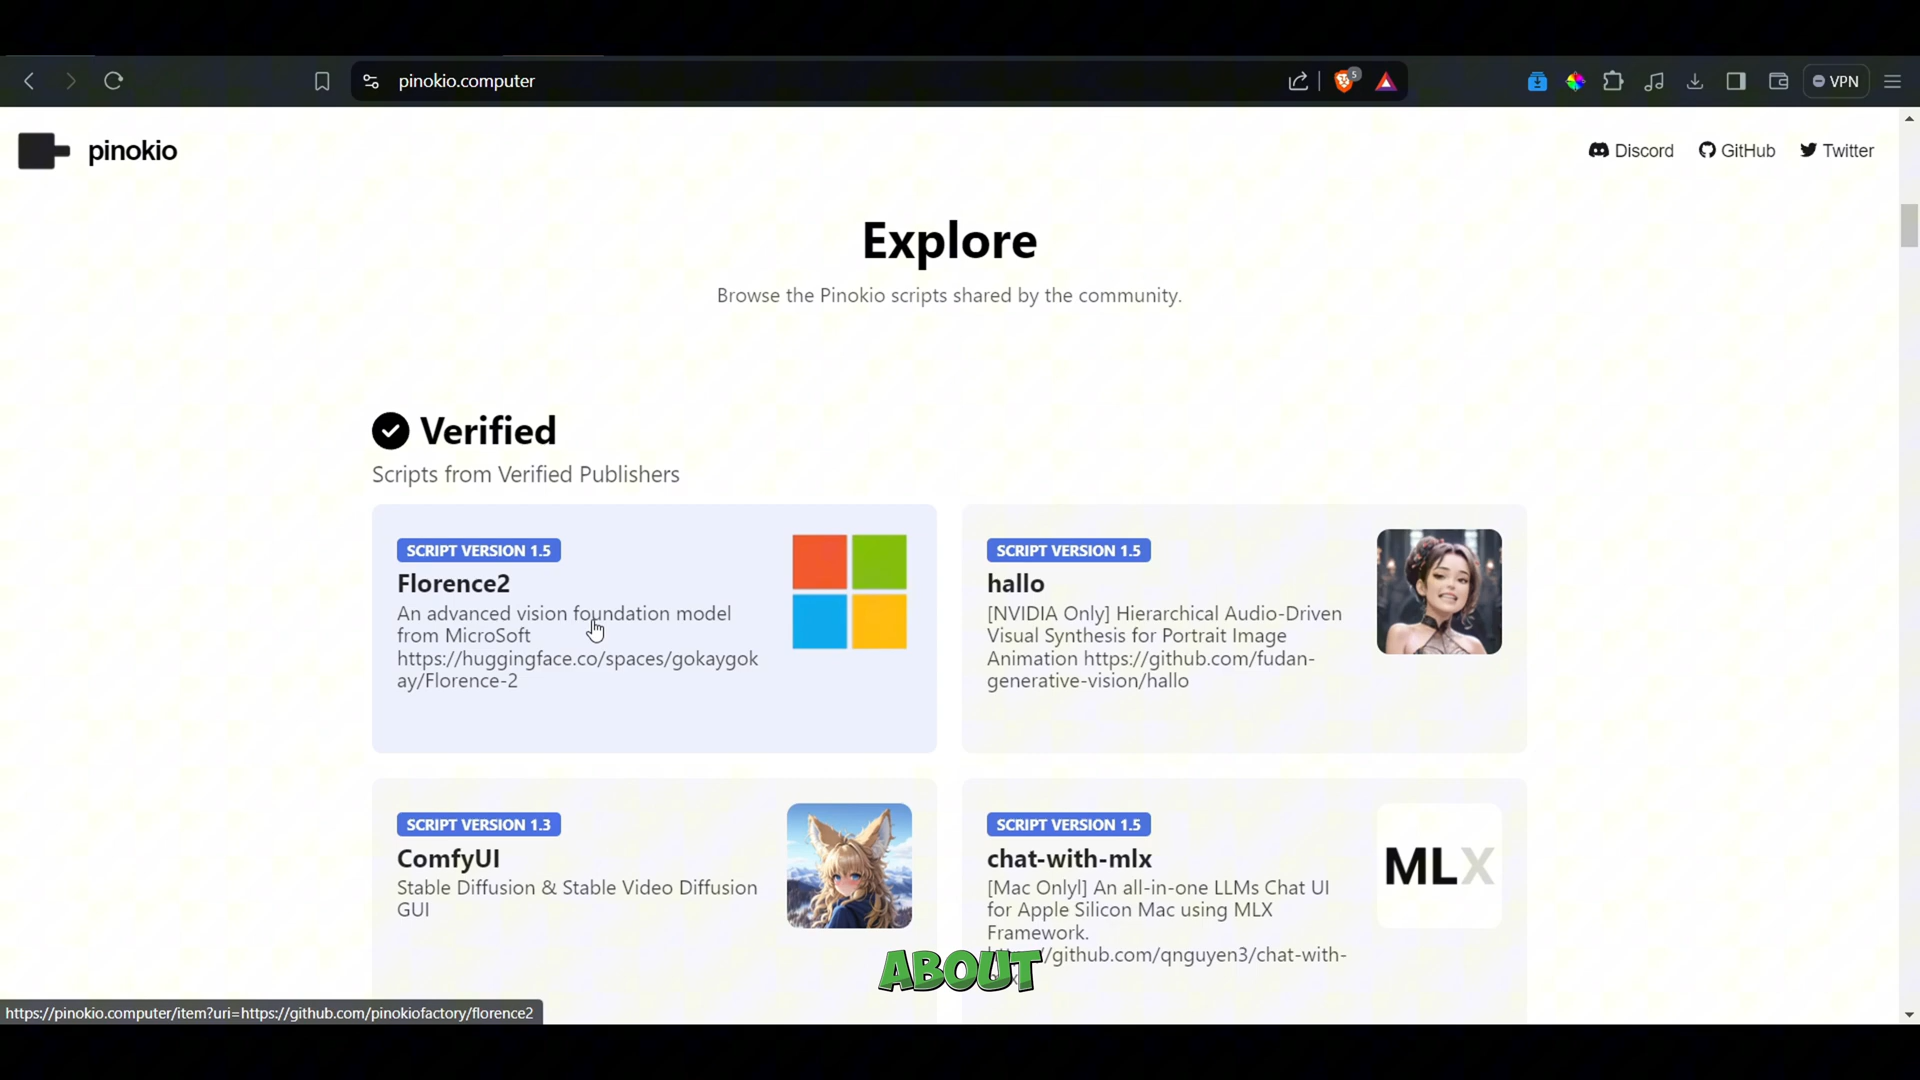 pinokio.computer
5
VPN
pinokio
Discord
GitHub
Twitter
Explore
Browse the Pinokio scripts shared by the community.
Verified
Scripts from Verified Publishers
SCRIPT VERSION 1.5
Florence2
An advanced vision foundation model
from MicroSoft
https://huggingface.co/spaces/gokaygok
ay/Florence-2
SCRIPT VERSION 1.5
hallo
[NVIDIA Only] Hierarchical Audio-Driven
Visual Synthesis for Portrait Image
Animation https://github.com/fudan-
generative-vision/hallo
SCRIPT VERSION 1.3
ComfyUI
Stable Diffusion & Stable Video Diffusion
GUI
SCRIPT VERSION 1.5
chat-with-mlx
[Mac Onlyl] An all-in-one LLMs Chat UI
for Apple Silicon Mac using MLX
Framework.
/github.com/qnguyen3/chat-with-
MLX
ABOUT
https://pinokio.computer/item?uri=https://github.com/pinokiofactory/florence2